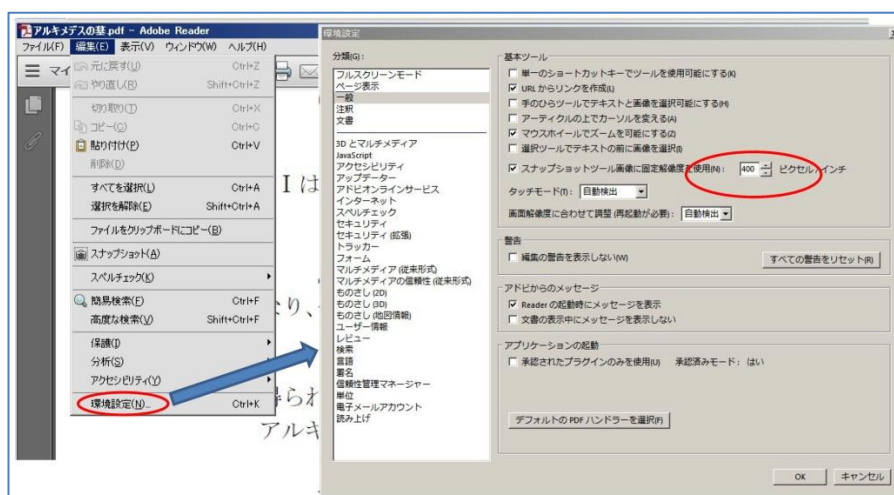 アルキメデスの墓.pdf - Adobe Reader
ファイル(F) 編集(E) 表示(V) ウィンドウ(W) ヘルプ(H)
マイ
元に戻す(U) Ctrl+Z
やり直し(R) Shift+Ctrl+Z
切り取り(T) Ctrl+X
コピー(C) Ctrl+C
貼り付け(P) Ctrl+V
削除(D)
すべてを選択(L) Ctrl+A
選択を解除(E) Shift+Ctrl+A
ファイルをクリップボードにコピー(B)
スナップショット(A)
スペルチェック(K)
簡易検索(F) Ctrl+F
高度な検索(V) Shift+Ctrl+F
保護(I)
分析(S)
アクセシビリティ(Y)
環境設定(N)... Ctrl+K
I は
り、
得られ
アルキ
環境設定
分類(G):
フルスクリーンモード
ページ表示
一般
注釈
文書
3D とマルチメディア
JavaScript
アクセシビリティ
アップデーター
アドビオンラインサービス
インターネット
スペルチェック
セキュリティ
セキュリティ (拡張)
トラッカー
フォーム
マルチメディア (従来形式)
マルチメディアの信頼性 (従来形式)
ものさし (2D)
ものさし (3D)
ものさし (地図情報)
ユーザー情報
レビュー
検索
言語
署名
信頼性管理マネージャー
単位
電子メールアカウント
読み上げ
基本ツール
単一のショートカットキーでツールを使用可能にする(K)
URL からリンクを作成(L)
手のひらツールでテキストと画像を選択可能にする(H)
アーティクルの上でカーソルを変える(A)
マウスホイールでズームを可能にする(Z)
選択ツールでテキストの前に画像を選択(I)
スナップショットツール画像に固定解像度を使用(N): 400 ピクセル/インチ
タッチモード(T): 自動検出
画面解像度に合わせて調整 (再起動が必要): 自動検出
警告
編集の警告を表示しない(W)
すべての警告をリセット(R)
アドビからのメッセージ
Reader の起動時にメッセージを表示
文書の表示中にメッセージを表示しない
アプリケーションの起動
承認されたプラグインのみを使用(U) 承認済みモード: はい
デフォルトの PDF ハンドラーを選択(F)
OK キャンセル